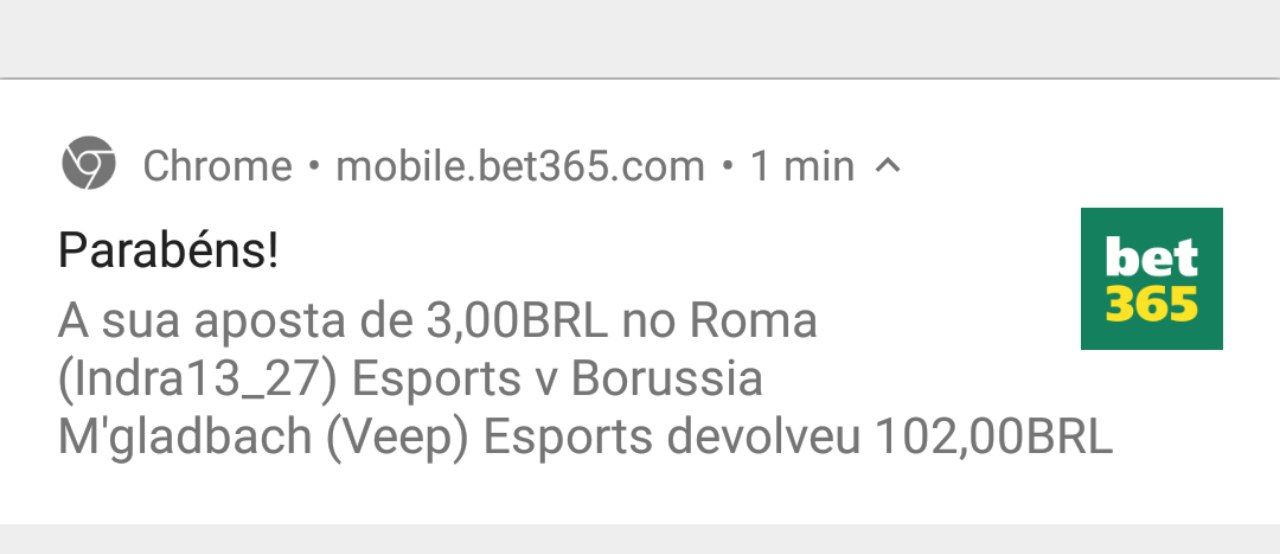 Chrome • mobile.bet365.com • 1 min
Parabéns!
bet
365
A sua aposta de 3,00BRL no Roma
(Indra13_27) Esports v Borussia
M'gladbach (Veep) Esports devolveu 102,00BRL